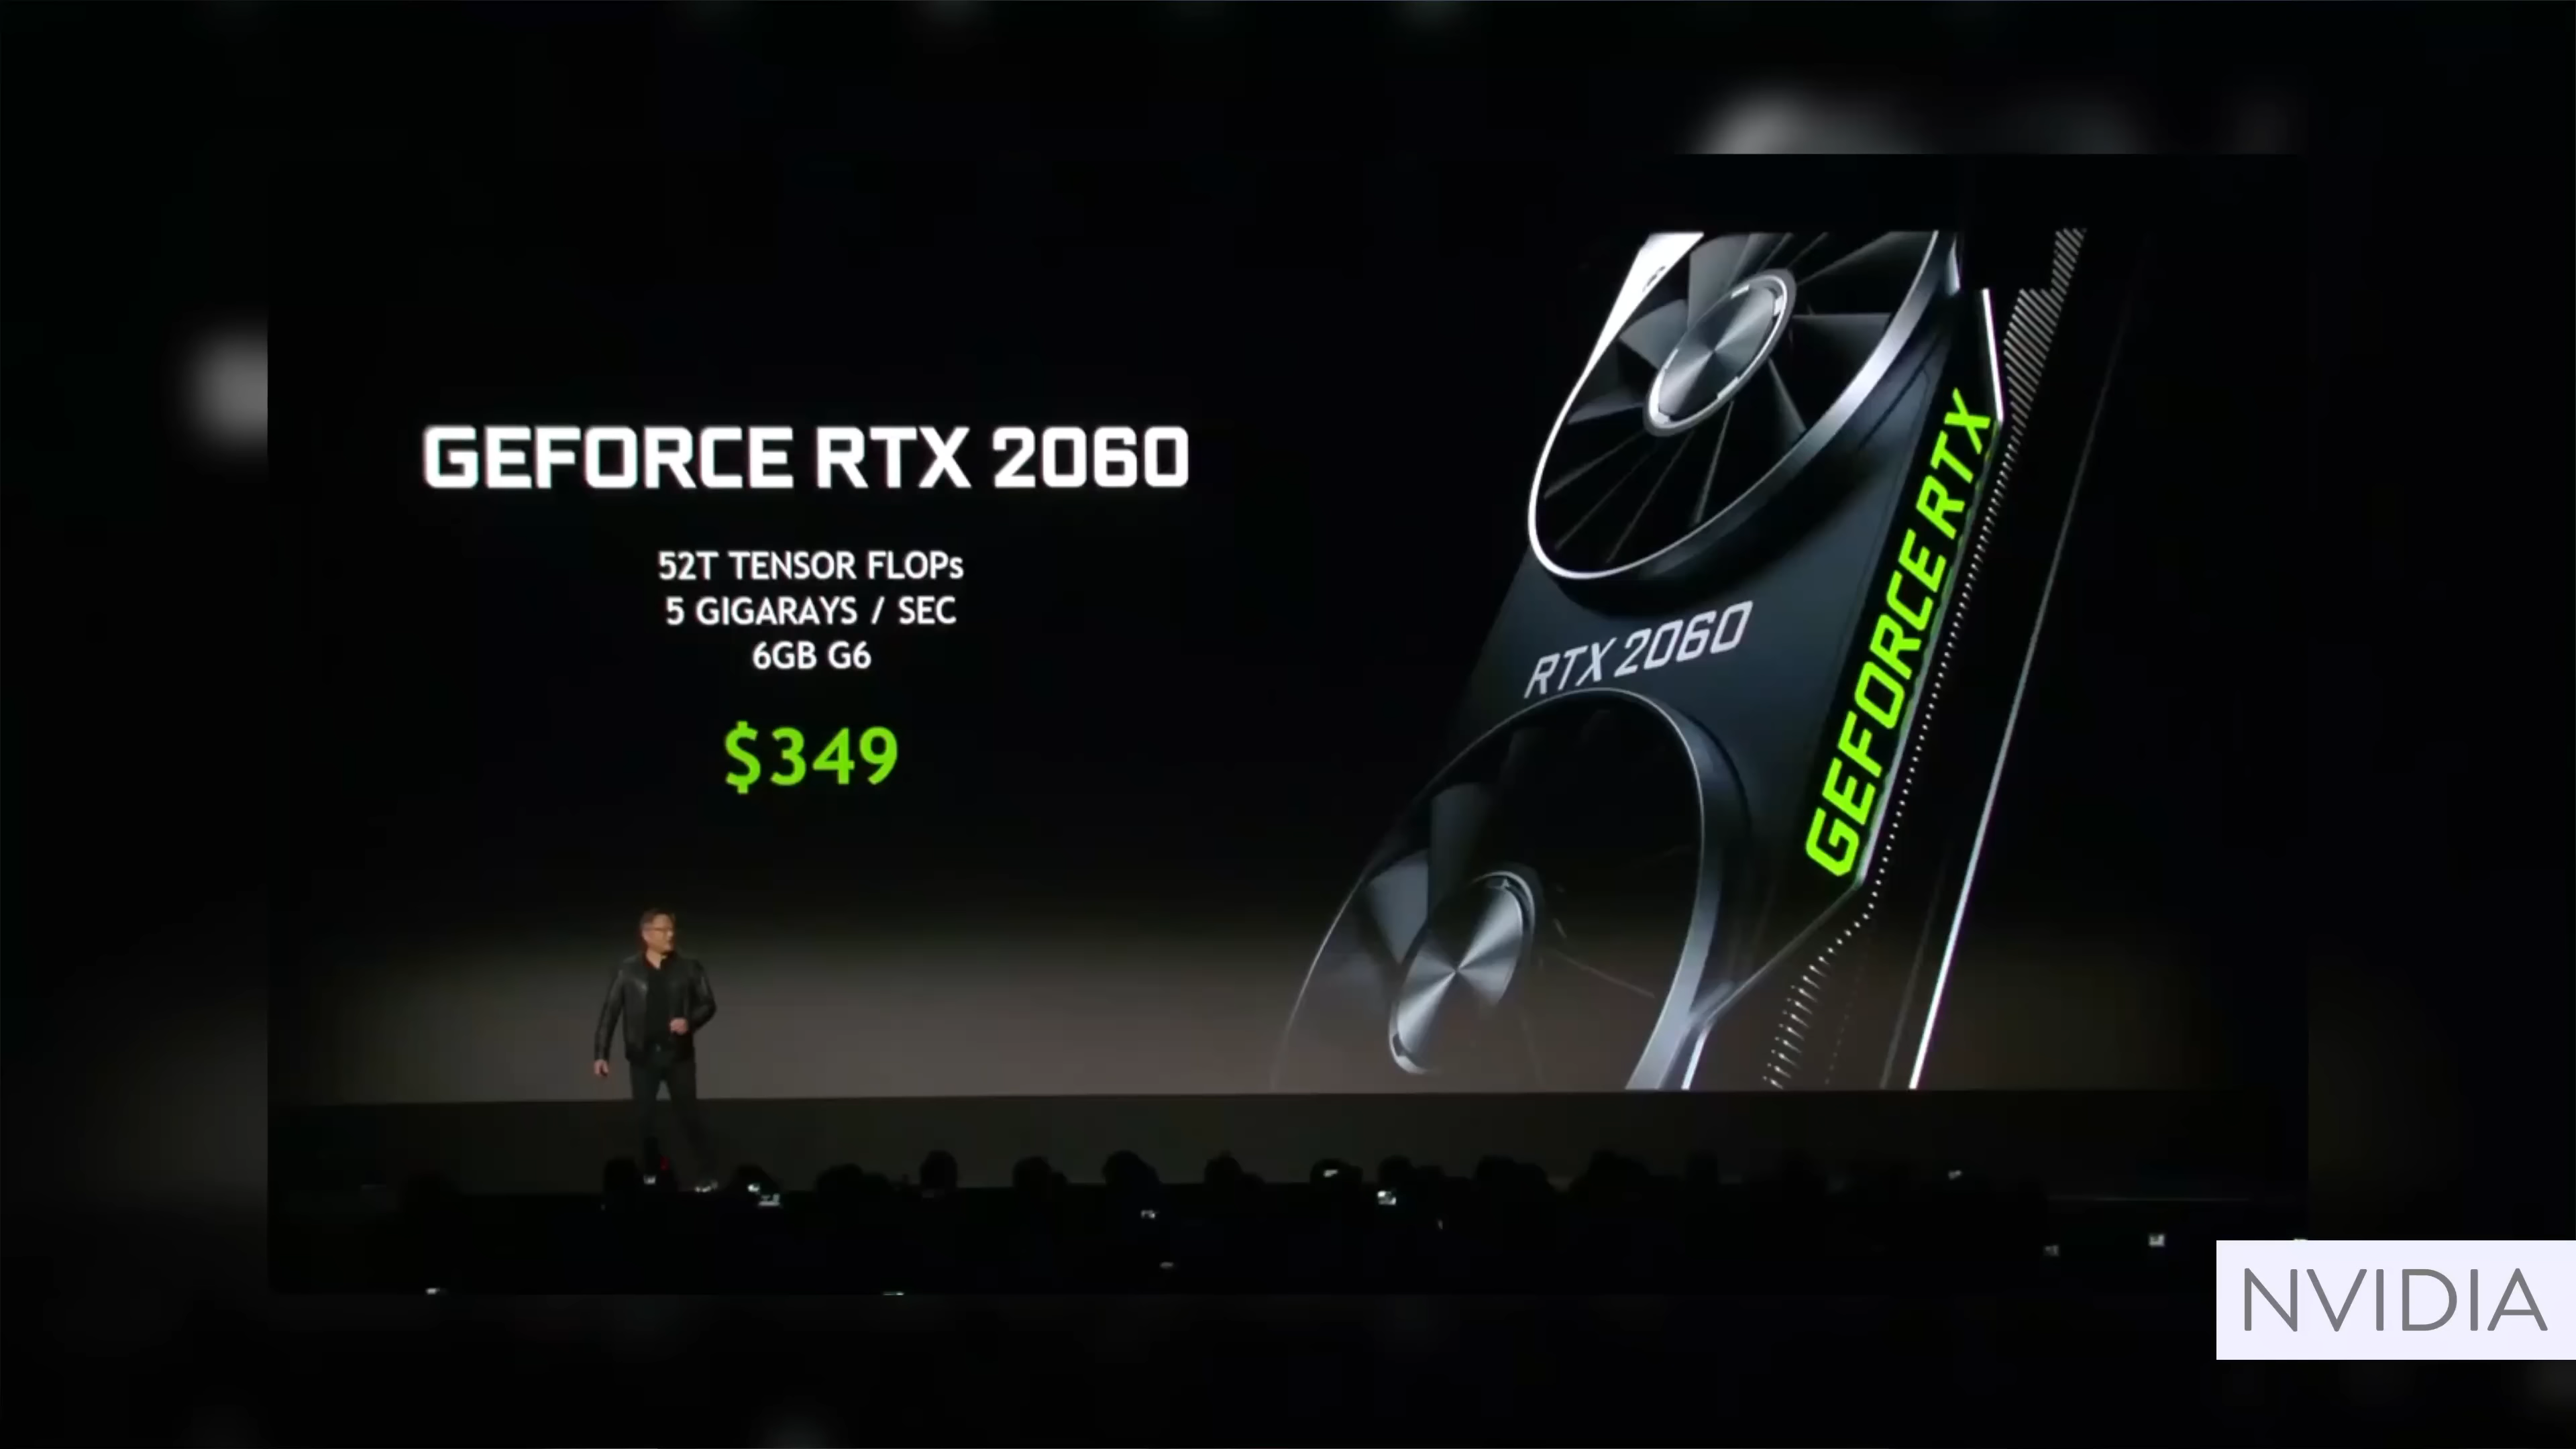 GEFORCE RTX 2060
52T TENSOR FLOPs
5 GIGARAYS / SEC
6GB G6
$349
RTX 2060
GEFORCE RTX
NVIDIA